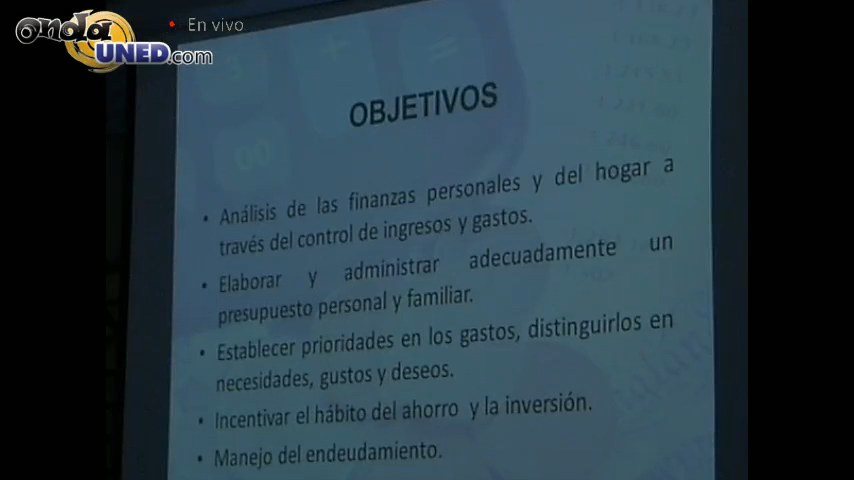 onda
UNED.com
• En vivo
OBJETIVOS
• Análisis de las finanzas personales y del hogar a
través del control de ingresos y gastos.
• Elaborar y administrar adecuadamente un
presupuesto personal y familiar.
• Establecer prioridades en los gastos, distinguirlos en
necesidades, gustos y deseos.
• Incentivar el hábito del ahorro y la inversión.
• Manejo del endeudamiento.